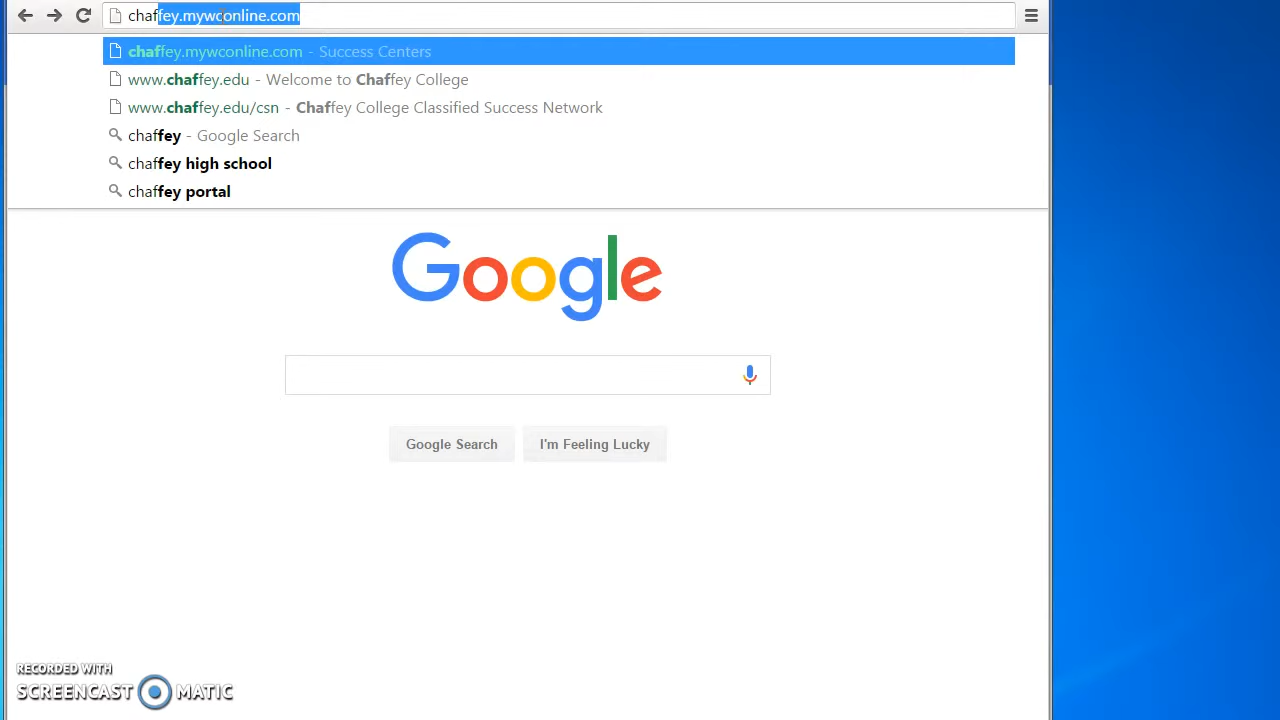 chaffey.mywconline.com
chaffey.mywconline.com - Success Centers
www.chaffey.edu - Welcome to Chaffey College
www.chaffey.edu/csn - Chaffey College Classified Success Network
chaffey - Google Search
chaffey high school
chaffey portal
Google
Google Search I'm Feeling Lucky
RECORDED WITH
SCREENCAST MATIC